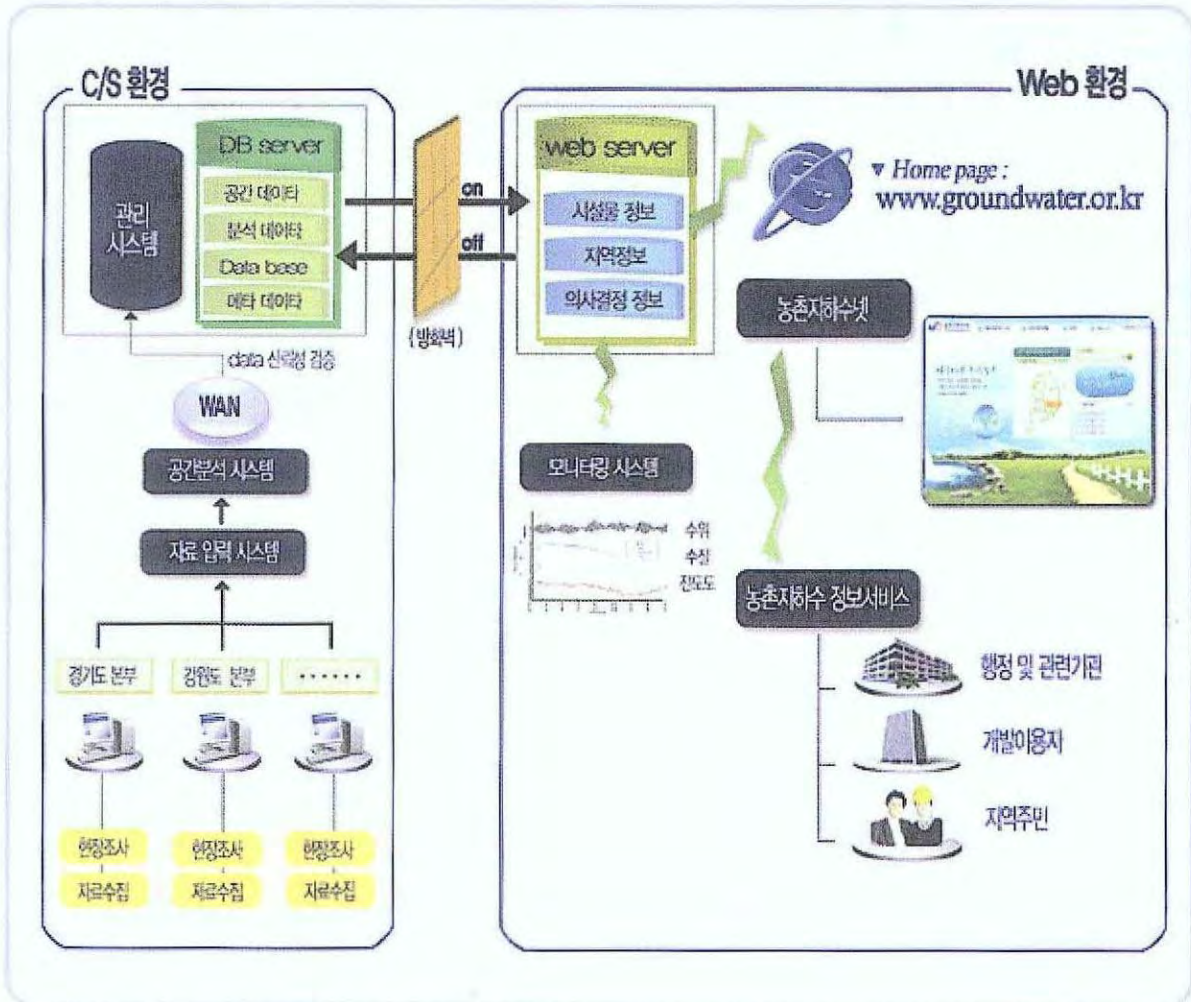 C/S 환경
관리
시스템
DB server
공간 데이타
분석 데이타
Data base
메타 데이타
data 신뢰성 검증
WAN
공간분석 시스템
자료 입력 시스템
경기도 본부
강원도 본부
······
현장조사
현장조사
현장조사
자료수집
자료수집
자료수집
on
off
(방화벽)
Web 환경
web server
시설물 정보
지역정보
의사결정 정보
▼ Home page :
www.groundwater.or.kr
농촌지하수넷
모니터링 시스템
수위
수질
전도도
농촌지하수 정보서비스
행정 및 관련기관
개발이용자
지역주민